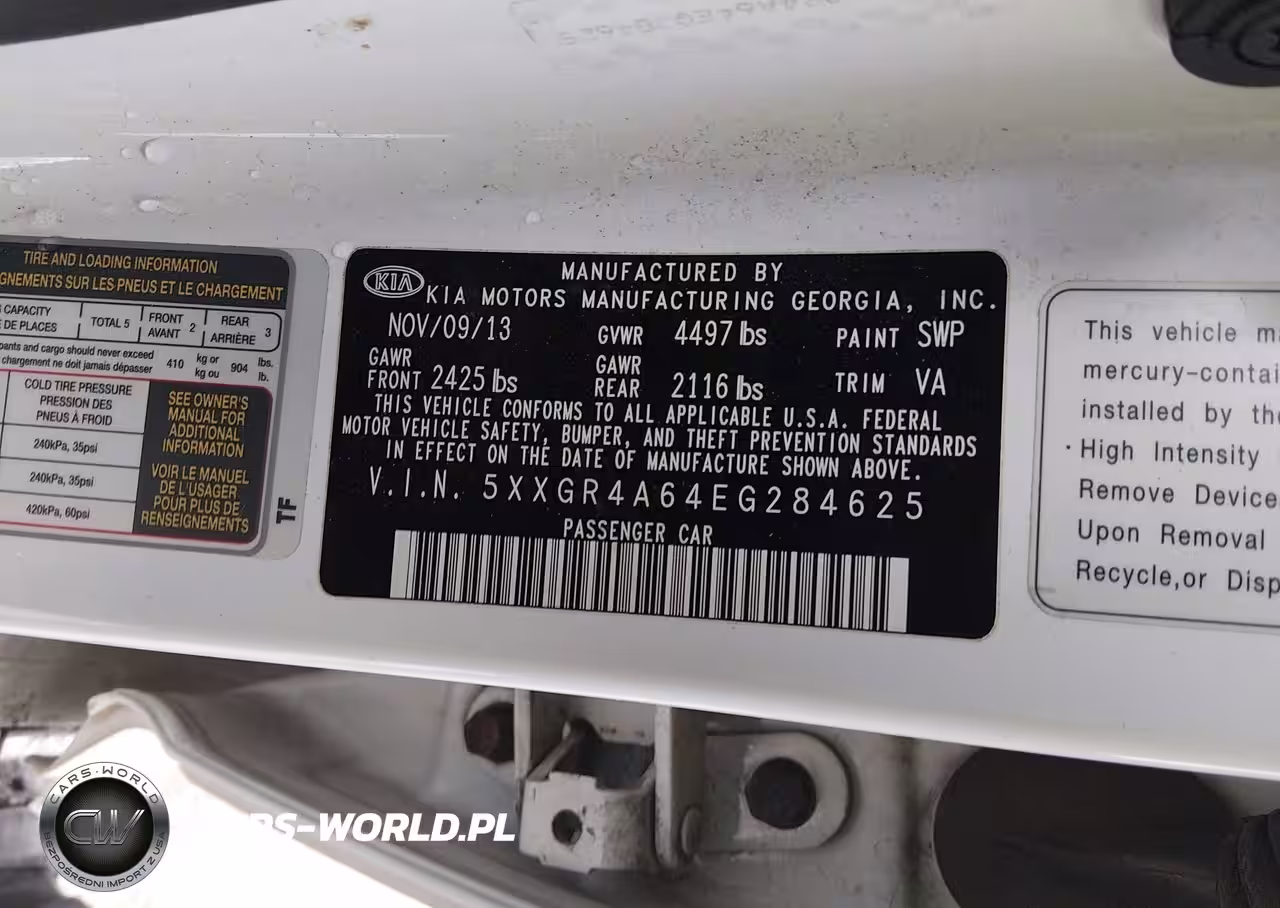 TIRE AND LOADING INFORMATION
GNEMENTS SUR LES PNEUS ET LE CHARGEMENT
CAPACITY
DE PLACES
TOTAL 5
FRONT
AVANT 2
REAR
ARRIÈRE 3
pants and cargo should never exceed
chargement ne doit jamais dépasser
410
kg or
kg ou
904
lbs.
lb.
COLD TIRE PRESSURE
PRESSION DES
PNEUS À FROID
240kPa, 35psi
240kPa, 35psi
420kPa, 60psi
SEE OWNER'S
MANUAL FOR
ADDITIONAL
INFORMATION
VOIR LE MANUEL
DE L'USAGER
POUR PLUS DE
RENSEIGNEMENTS
TF
KIA
MANUFACTURED BY
KIA MOTORS MANUFACTURING GEORGIA, INC.
NOV/09/13 GVWR 4497 lbs PAINT SWP
GAWR
FRONT 2425 lbs
GAWR
REAR 2116 lbs
TRIM VA
THIS VEHICLE CONFORMS TO ALL APPLICABLE U.S.A. FEDERAL
MOTOR VEHICLE SAFETY, BUMPER, AND THEFT PREVENTION STANDARDS
IN EFFECT ON THE DATE OF MANUFACTURE SHOWN ABOVE.
V.I.N. 5XXGR4A64EG284625
PASSENGER CAR
This vehicle m
mercury-contai
installed by th
· High Intensity
Remove Device
Upon Removal
Recycle, or Disp
CARS-WORLD
CW
BEZPOŚREDNI IMPORT Z USA
CARS-WORLD.PL